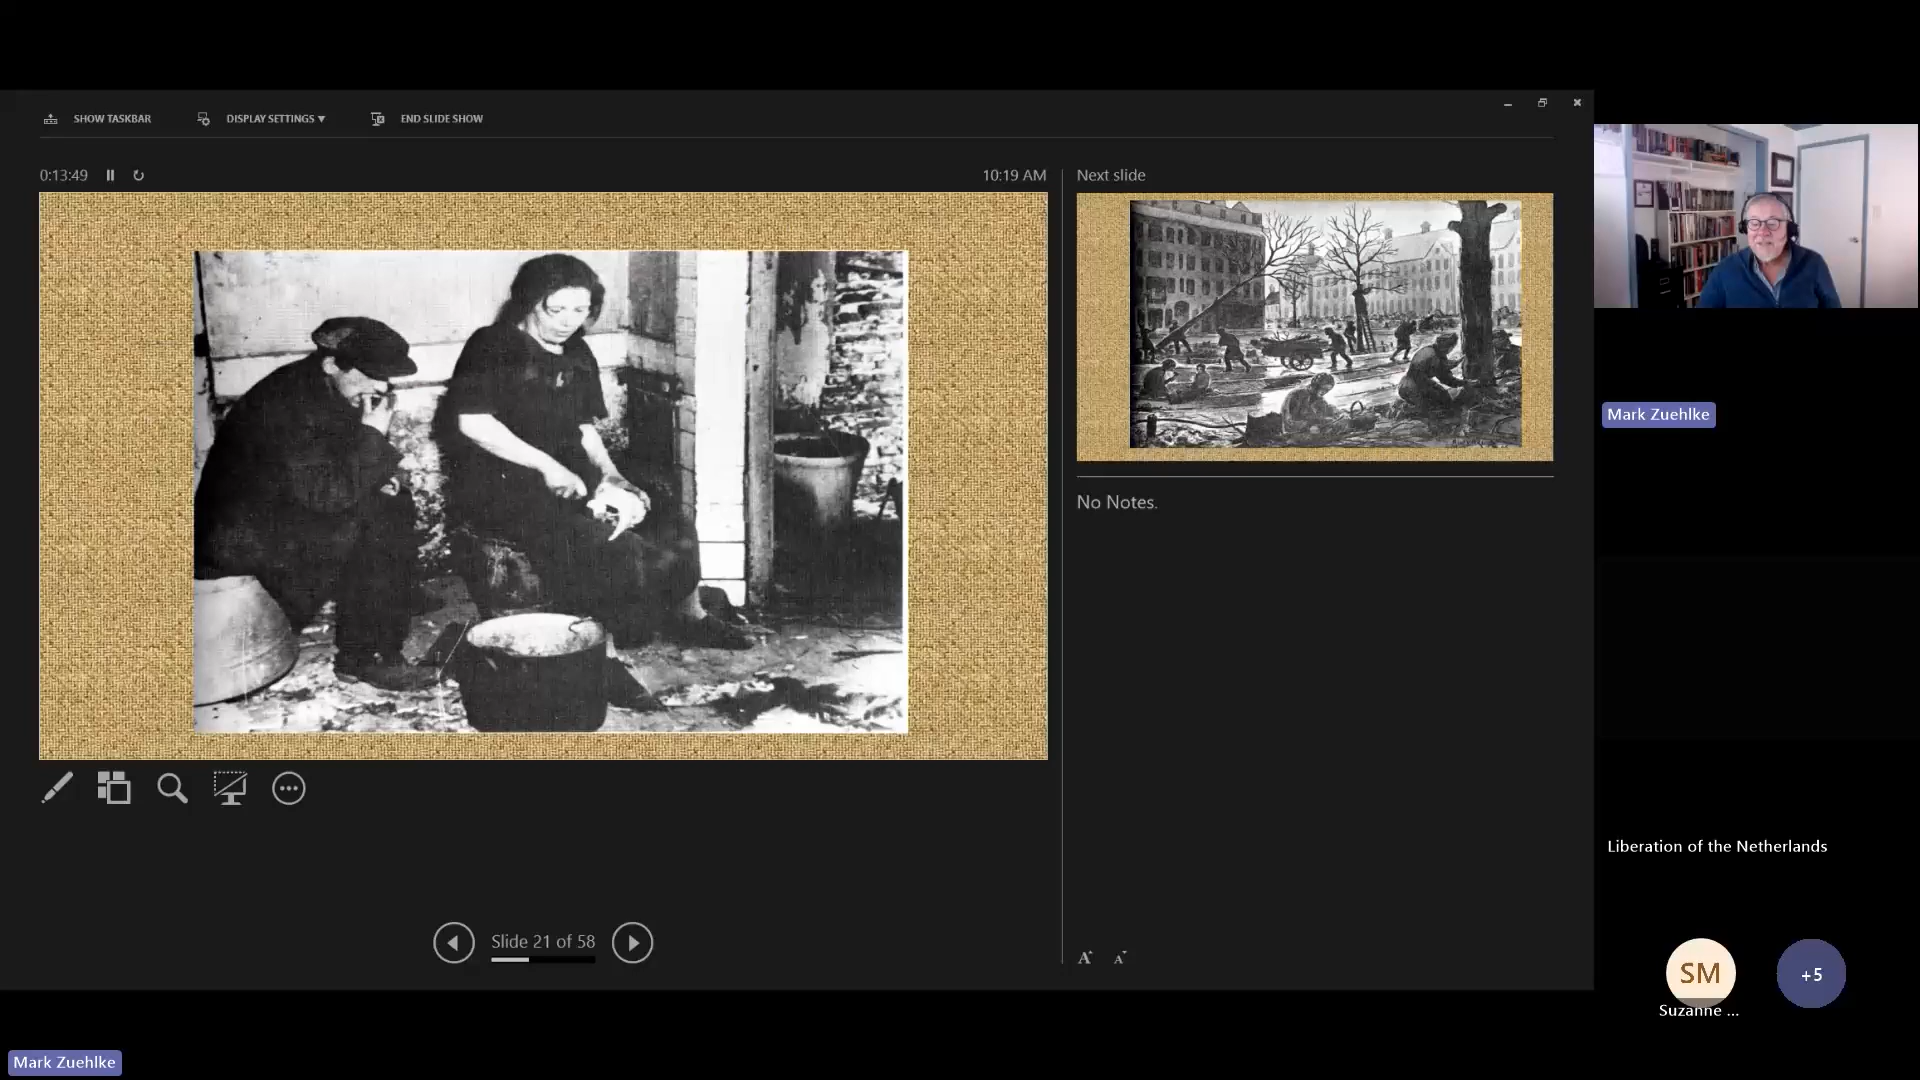 SHOW TASKBAR
DISPLAY SETTINGS ▼
END SLIDE SHOW
0:13:49
10:19 AM
Next slide
No Notes.
Slide 21 of 58
A A
Mark Zuehlke
Liberation of the Netherlands
SM
+5
Suzanne ...
Mark Zuehlke